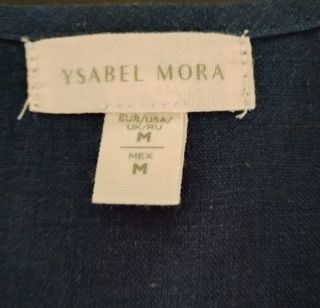 YSABEL MORA
EUR/USA/
UK/RU
M
MEX
M